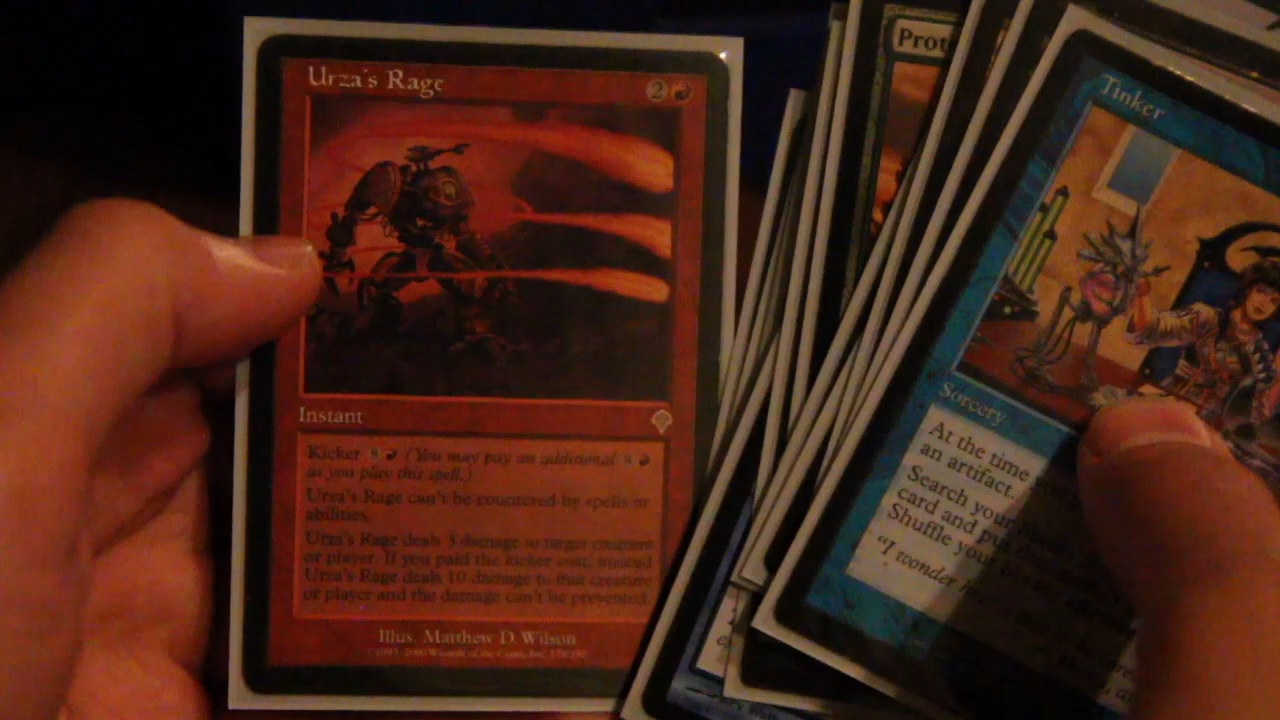 Urza's Rage
2
Instant
Kicker 8 (You may pay an additional 8
as you play this spell.)
Urza's Rage can't be countered by spells or
abilities.
Urza's Rage deals 3 damage to target creature
or player. If you paid the kicker cost, instead
Urza's Rage deals 10 damage to that creature
or player and the damage can't be prevented.
Illus. Matthew D. Wilson
Prot
Tinker
Sorcery
At the time
an artifact.
Search your
card and put
Shuffle your
"I wonder